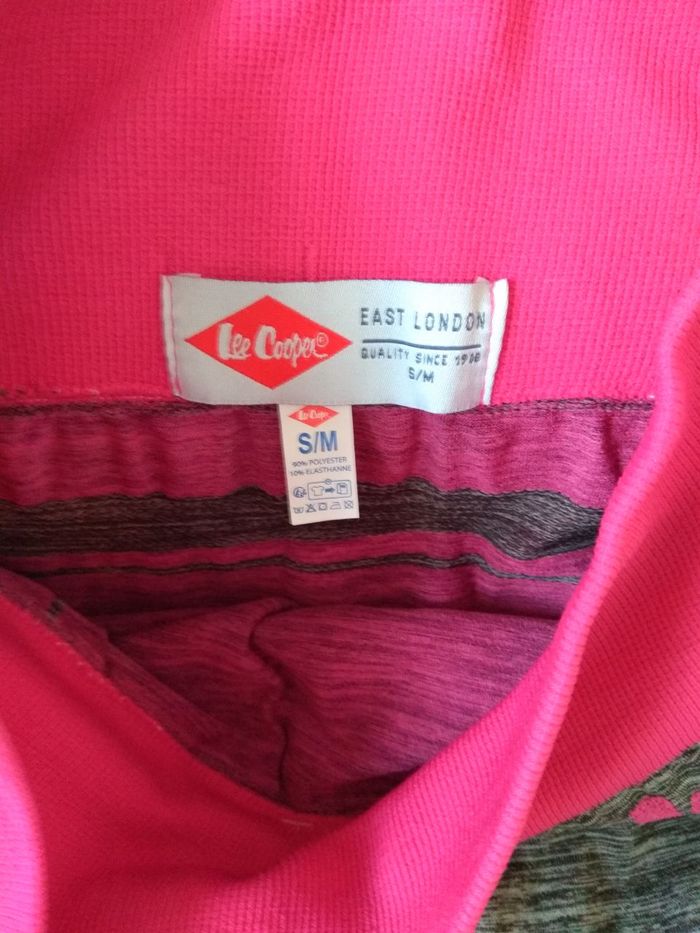 Lee Cooper®
EAST LONDON
QUALITY SINCE 1908
S/M
Lee Cooper
S/M
90% POLYESTER
10% ELASTHANNE